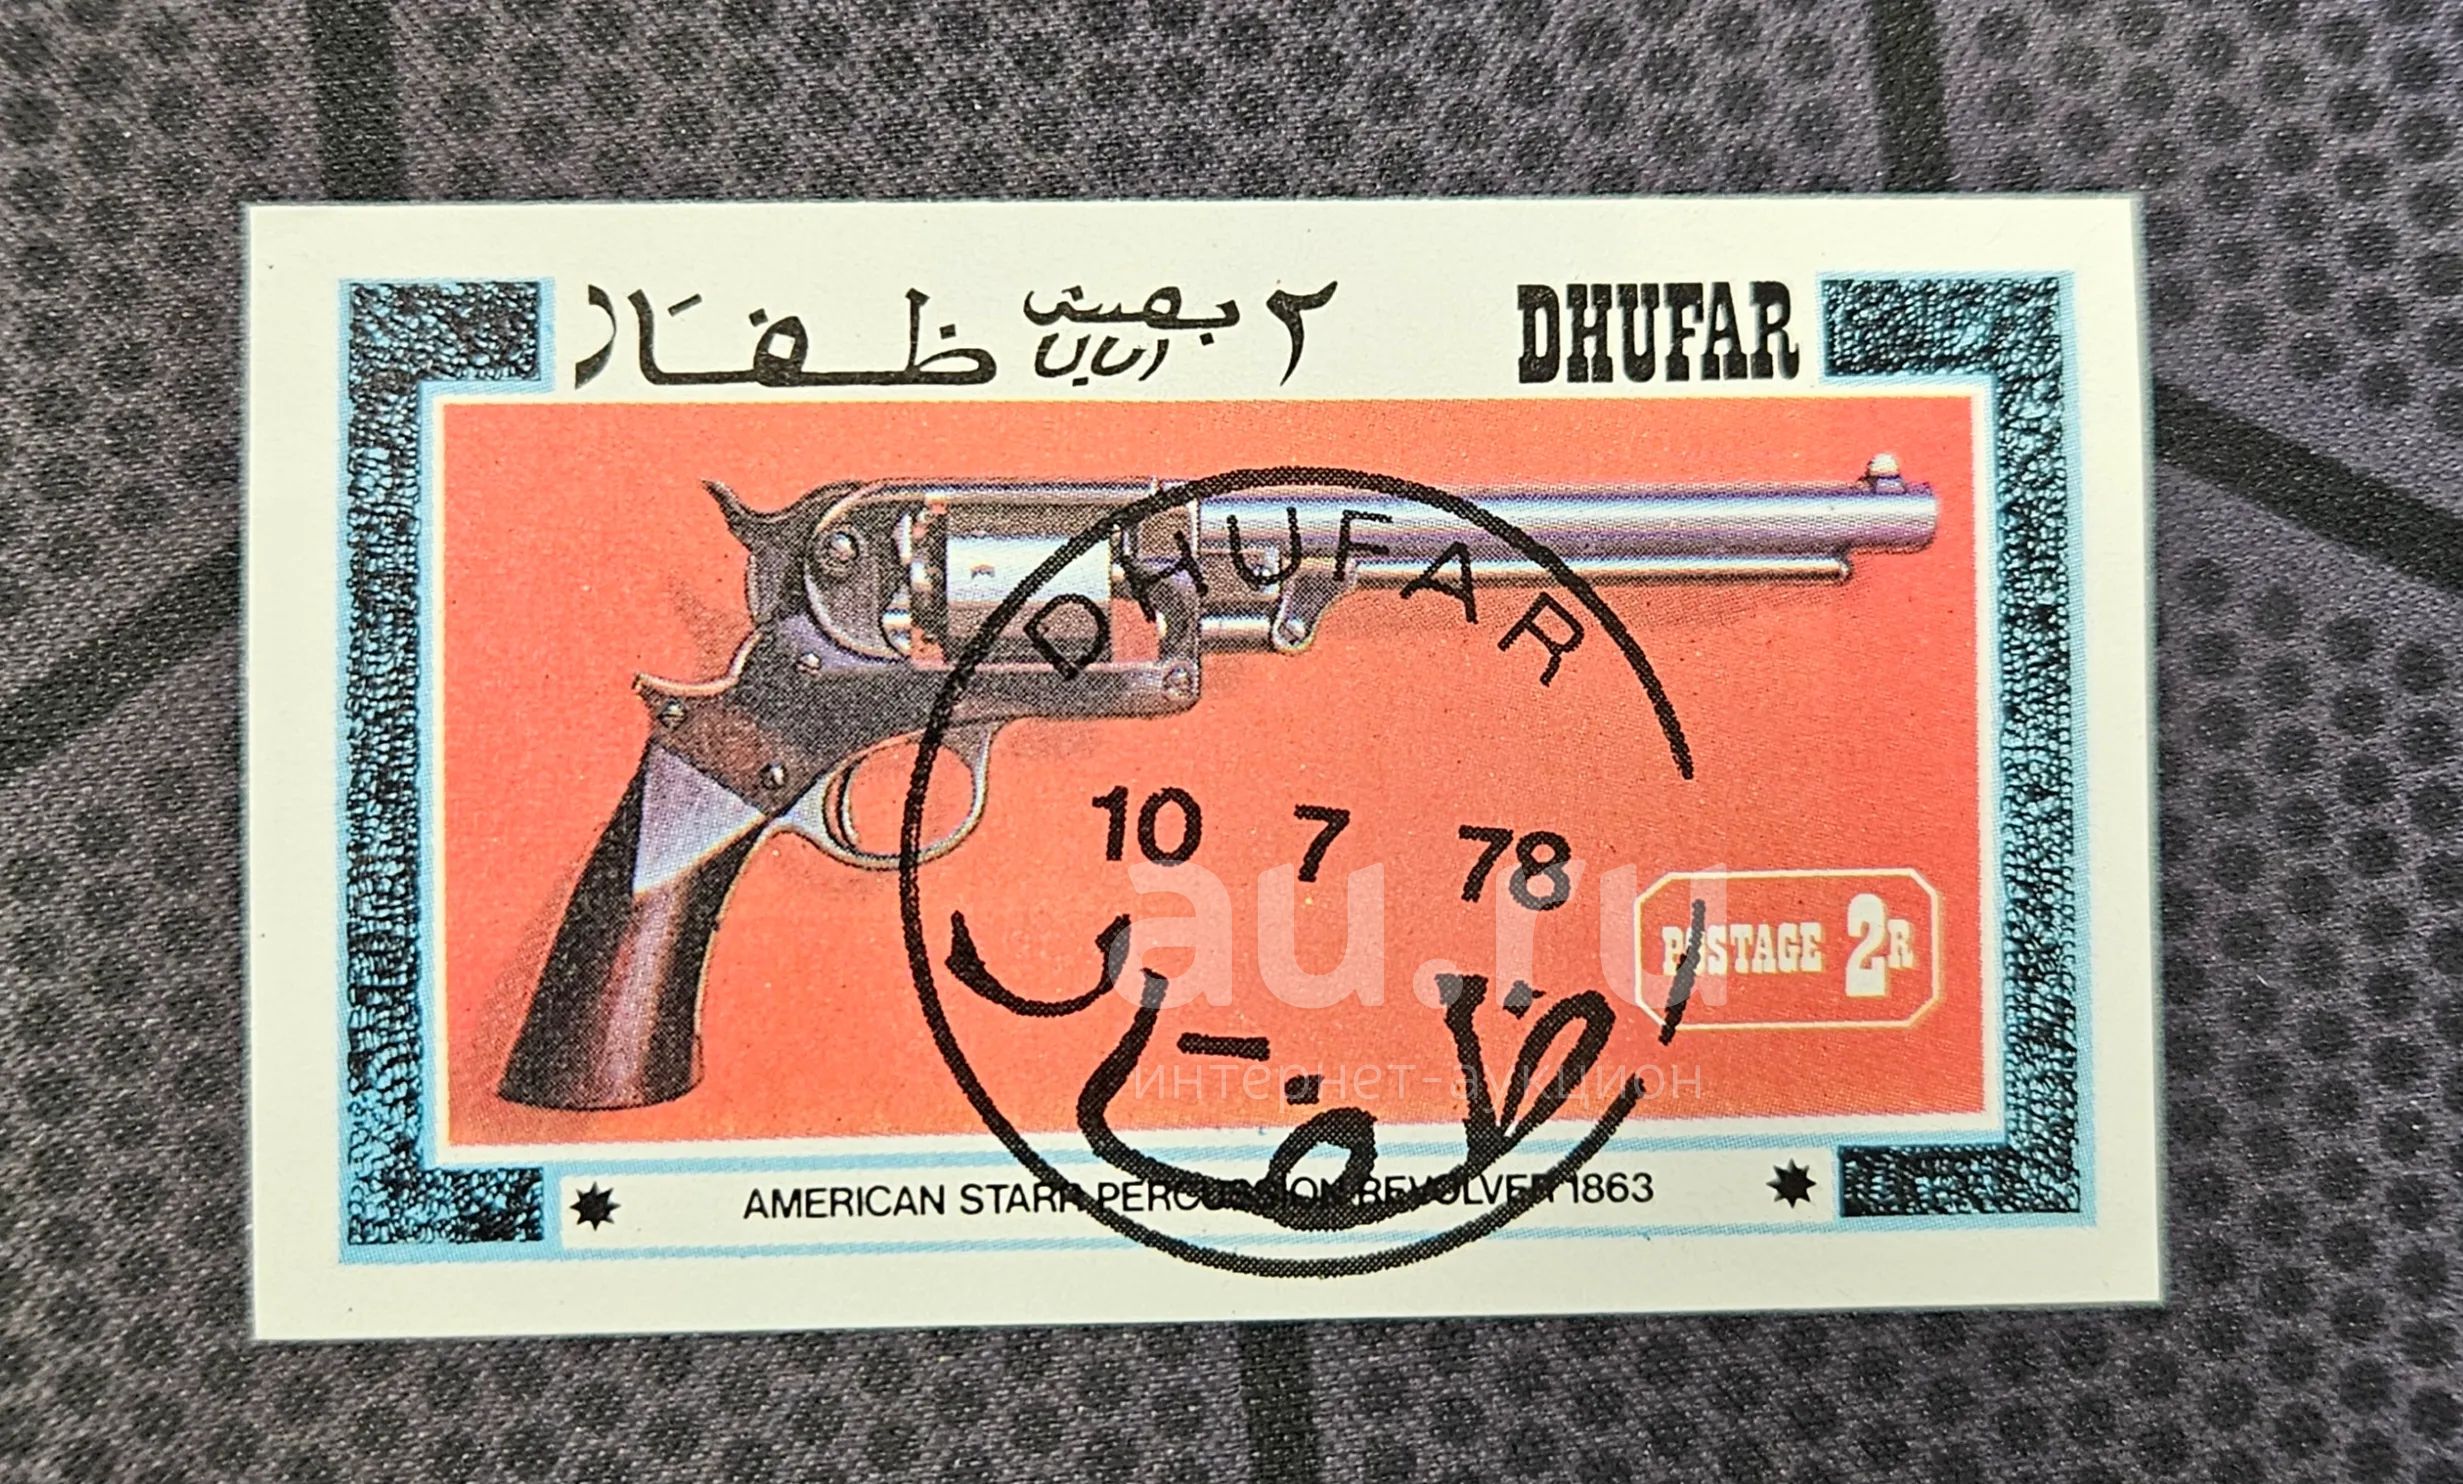 ظفار
٢
DHUFAR
DHUFAR
10 7 78
ظفار
POSTAGE 2R
AMERICAN STARR PERCUSSION REVOLVER 1863
au.ru
интернет-аукцион